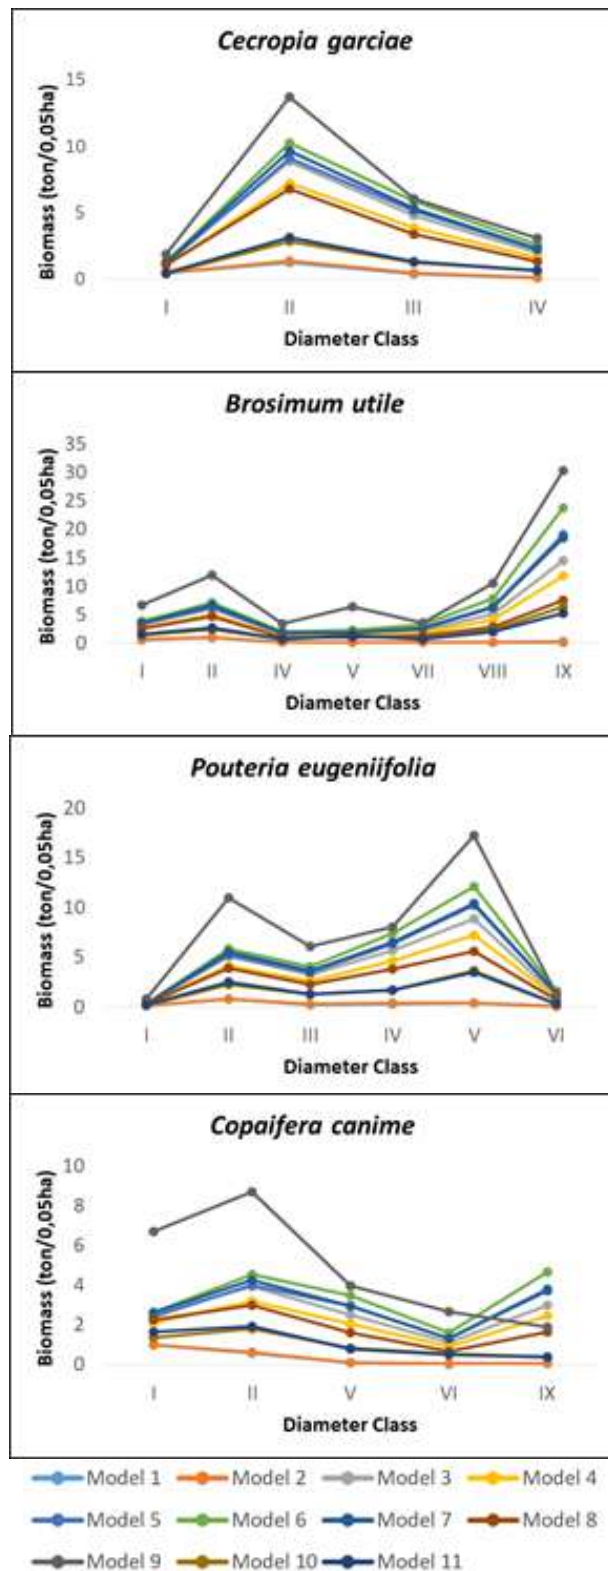 Cecropia garciae
15
10
5
0
Biomass (ton/0,05ha)
I II III IV
Diameter Class
Brosimum utile
35
30
25
20
15
10
5
0
Biomass (ton/0,05ha)
I II IV V VII VIII IX
Diameter Class
Pouteria eugeniifolia
20
15
10
5
0
Biomass (ton/0,05ha)
I II III IV V VI
Diameter Class
Copaifera canime
10
8
6
4
2
0
Biomass (ton/0,05ha)
I II V VI IX
Diameter Class
Model 1 Model 2 Model 3 Model 4
Model 5 Model 6 Model 7 Model 8
Model 9 Model 10 Model 11